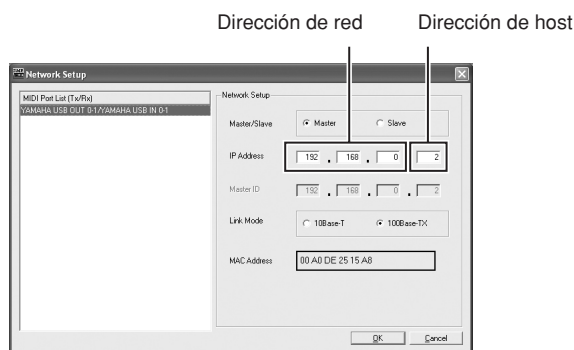 Dirección de red Dirección de host
Network Setup
MIDI Port List (Tx/Rx)
YAMAHA USB OUT 0-1/YAMAHA USB IN 0-1
Network Setup
Master/Slave Master Slave
IP Address 192 . 168 . 0 . 2
Master ID 192 . 168 . 0 . 2
Link Mode 10Base-T 100Base-TX
MAC Address 00 A0 DE 25 15 A8
OK Cancel